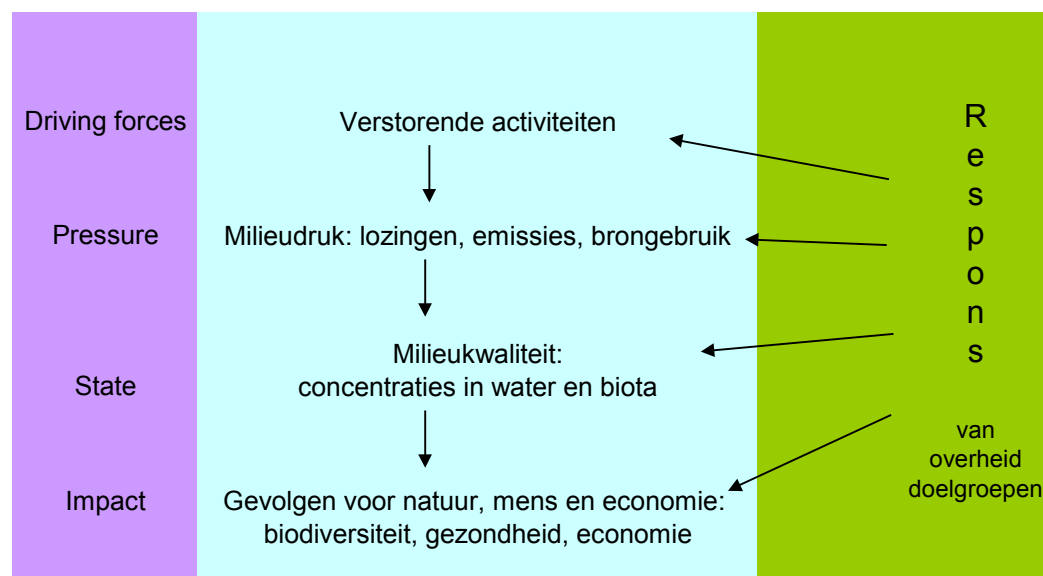 Driving forces
Verstorende activiteiten
Pressure
Milieudruk: lozingen, emissies, brongebruik
State
Milieukwaliteit:
concentraties in water en biota
Impact
Gevolgen voor natuur, mens en economie:
biodiversiteit, gezondheid, economie
R
e
s
p
o
n
s
van
overheid
doelgroepen